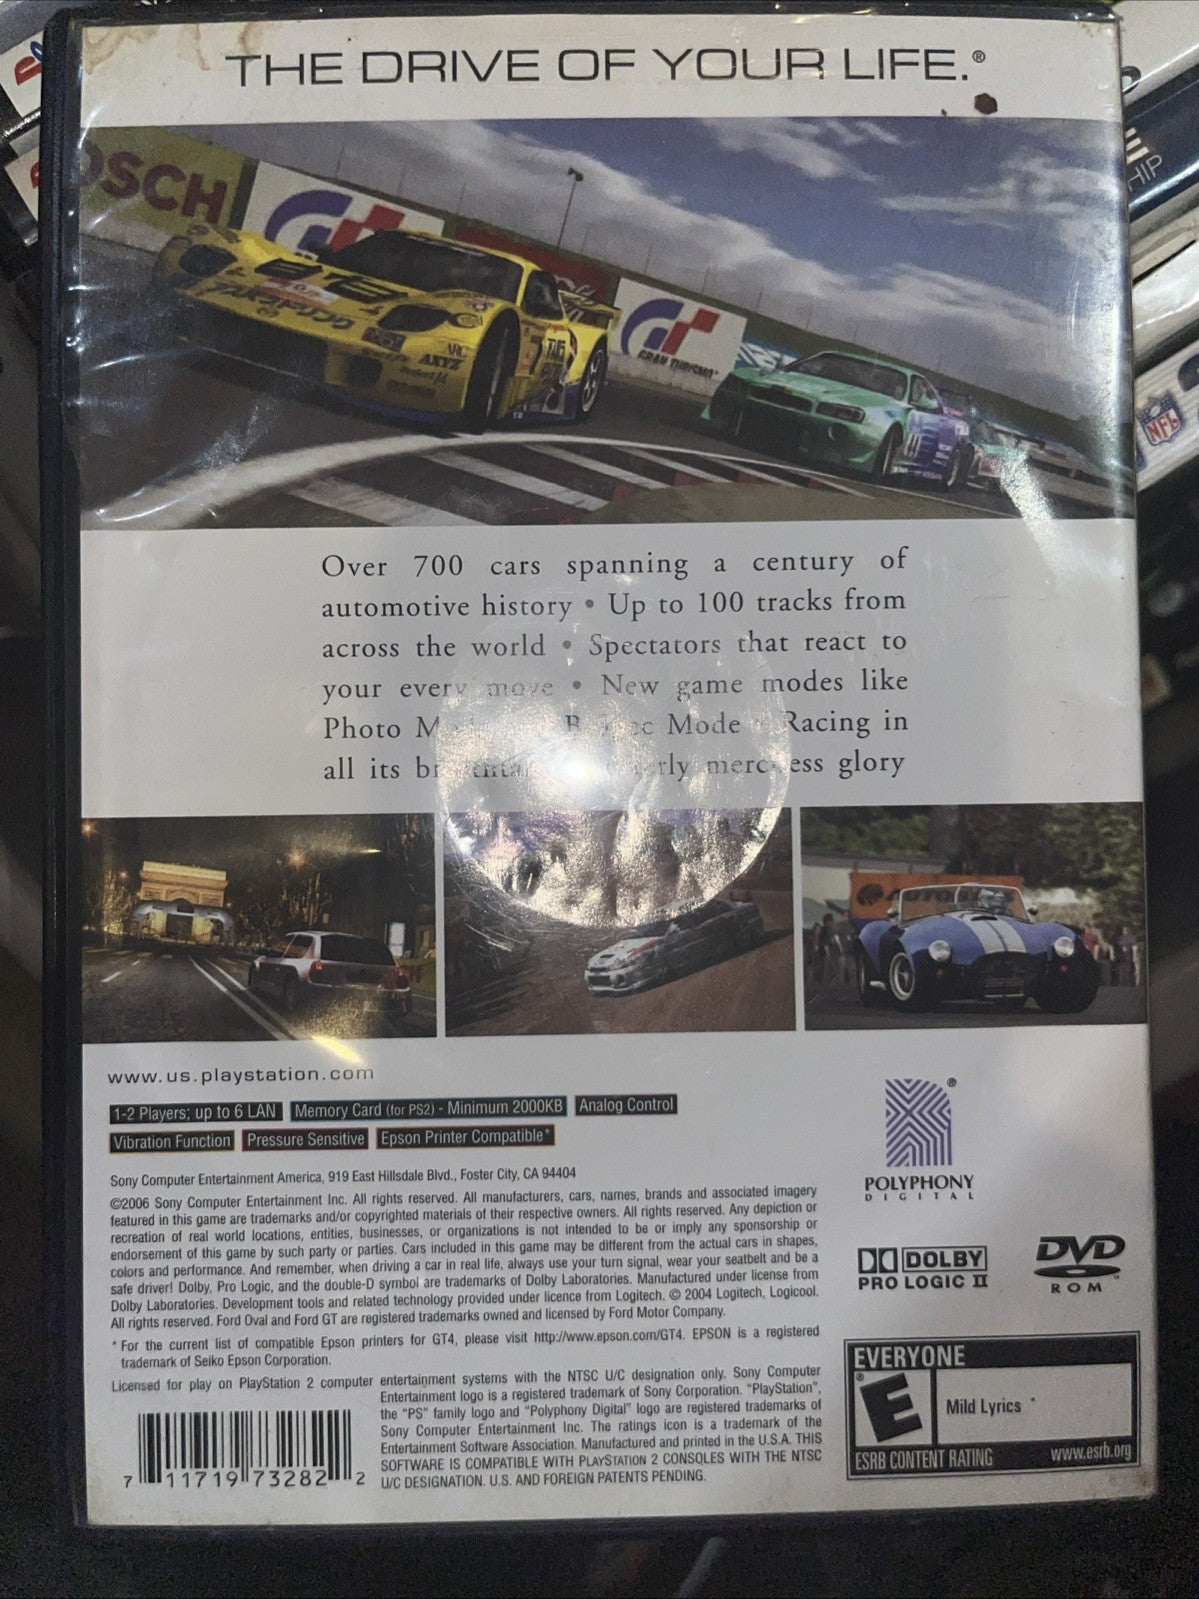 THE DRIVE OF YOUR LIFE.®
HIP
BOSCH
ARC
AXYZ
GRAN TURISMO
NFL
Over 700 cars spanning a century of
automotive history • Up to 100 tracks from
across the world • Spectators that react to
your every move • New game modes like
Photo Mode B Spec Mode • Racing in
all its merciless glory
www.us.playstation.com
1-2 Players; up to 6 LAN Memory Card (for PS2) - Minimum 2000KB Analog Control
Vibration Function Pressure Sensitive Epson Printer Compatible*
POLYPHONY
DIGITAL
Sony Computer Entertainment America, 919 East Hillsdale Blvd., Foster City, CA 94404
©2006 Sony Computer Entertainment Inc. All rights reserved. All manufacturers, cars, names, brands and associated imagery
featured in this game are trademarks and/or copyrighted materials of their respective owners. All rights reserved. Any depiction or
recreation of real world locations, entities, businesses, or organizations is not intended to be or imply any sponsorship or
endorsement of this game by such party or parties. Cars included in this game may be different from the actual cars in shapes,
colors and performance. And remember, when driving a car in real life, always use your turn signal, wear your seatbelt and be a
safe driver! Dolby, Pro Logic, and the double-D symbol are trademarks of Dolby Laboratories. Manufactured under license from
Dolby Laboratories. Development tools and related technology provided under licence from Logitech. © 2004 Logitech, Logicool.
All rights reserved. Ford Oval and Ford GT are registered trademarks owned and licensed by Ford Motor Company.
DOLBY
PRO LOGIC II
DVD
ROM
* For the current list of compatible Epson printers for GT4, please visit http://www.epson.com/GT4. EPSON is a registered
trademark of Seiko Epson Corporation.
Licensed for play on PlayStation 2 computer entertainment systems with the NTSC U/C designation only. Sony Computer
Entertainment logo is a registered trademark of Sony Corporation. "PlayStation",
the "PS" family logo and "Polyphony Digital" logo are registered trademarks of
Sony Computer Entertainment Inc. The ratings icon is a trademark of the
Entertainment Software Association. Manufactured and printed in the U.S.A. THIS
SOFTWARE IS COMPATIBLE WITH PLAYSTATION 2 CONSOLES WITH THE NTSC
U/C DESIGNATION. U.S. AND FOREIGN PATENTS PENDING.
7 11719 73282 2
EVERYONE
E
Mild Lyrics
ESRB CONTENT RATING www.esrb.org